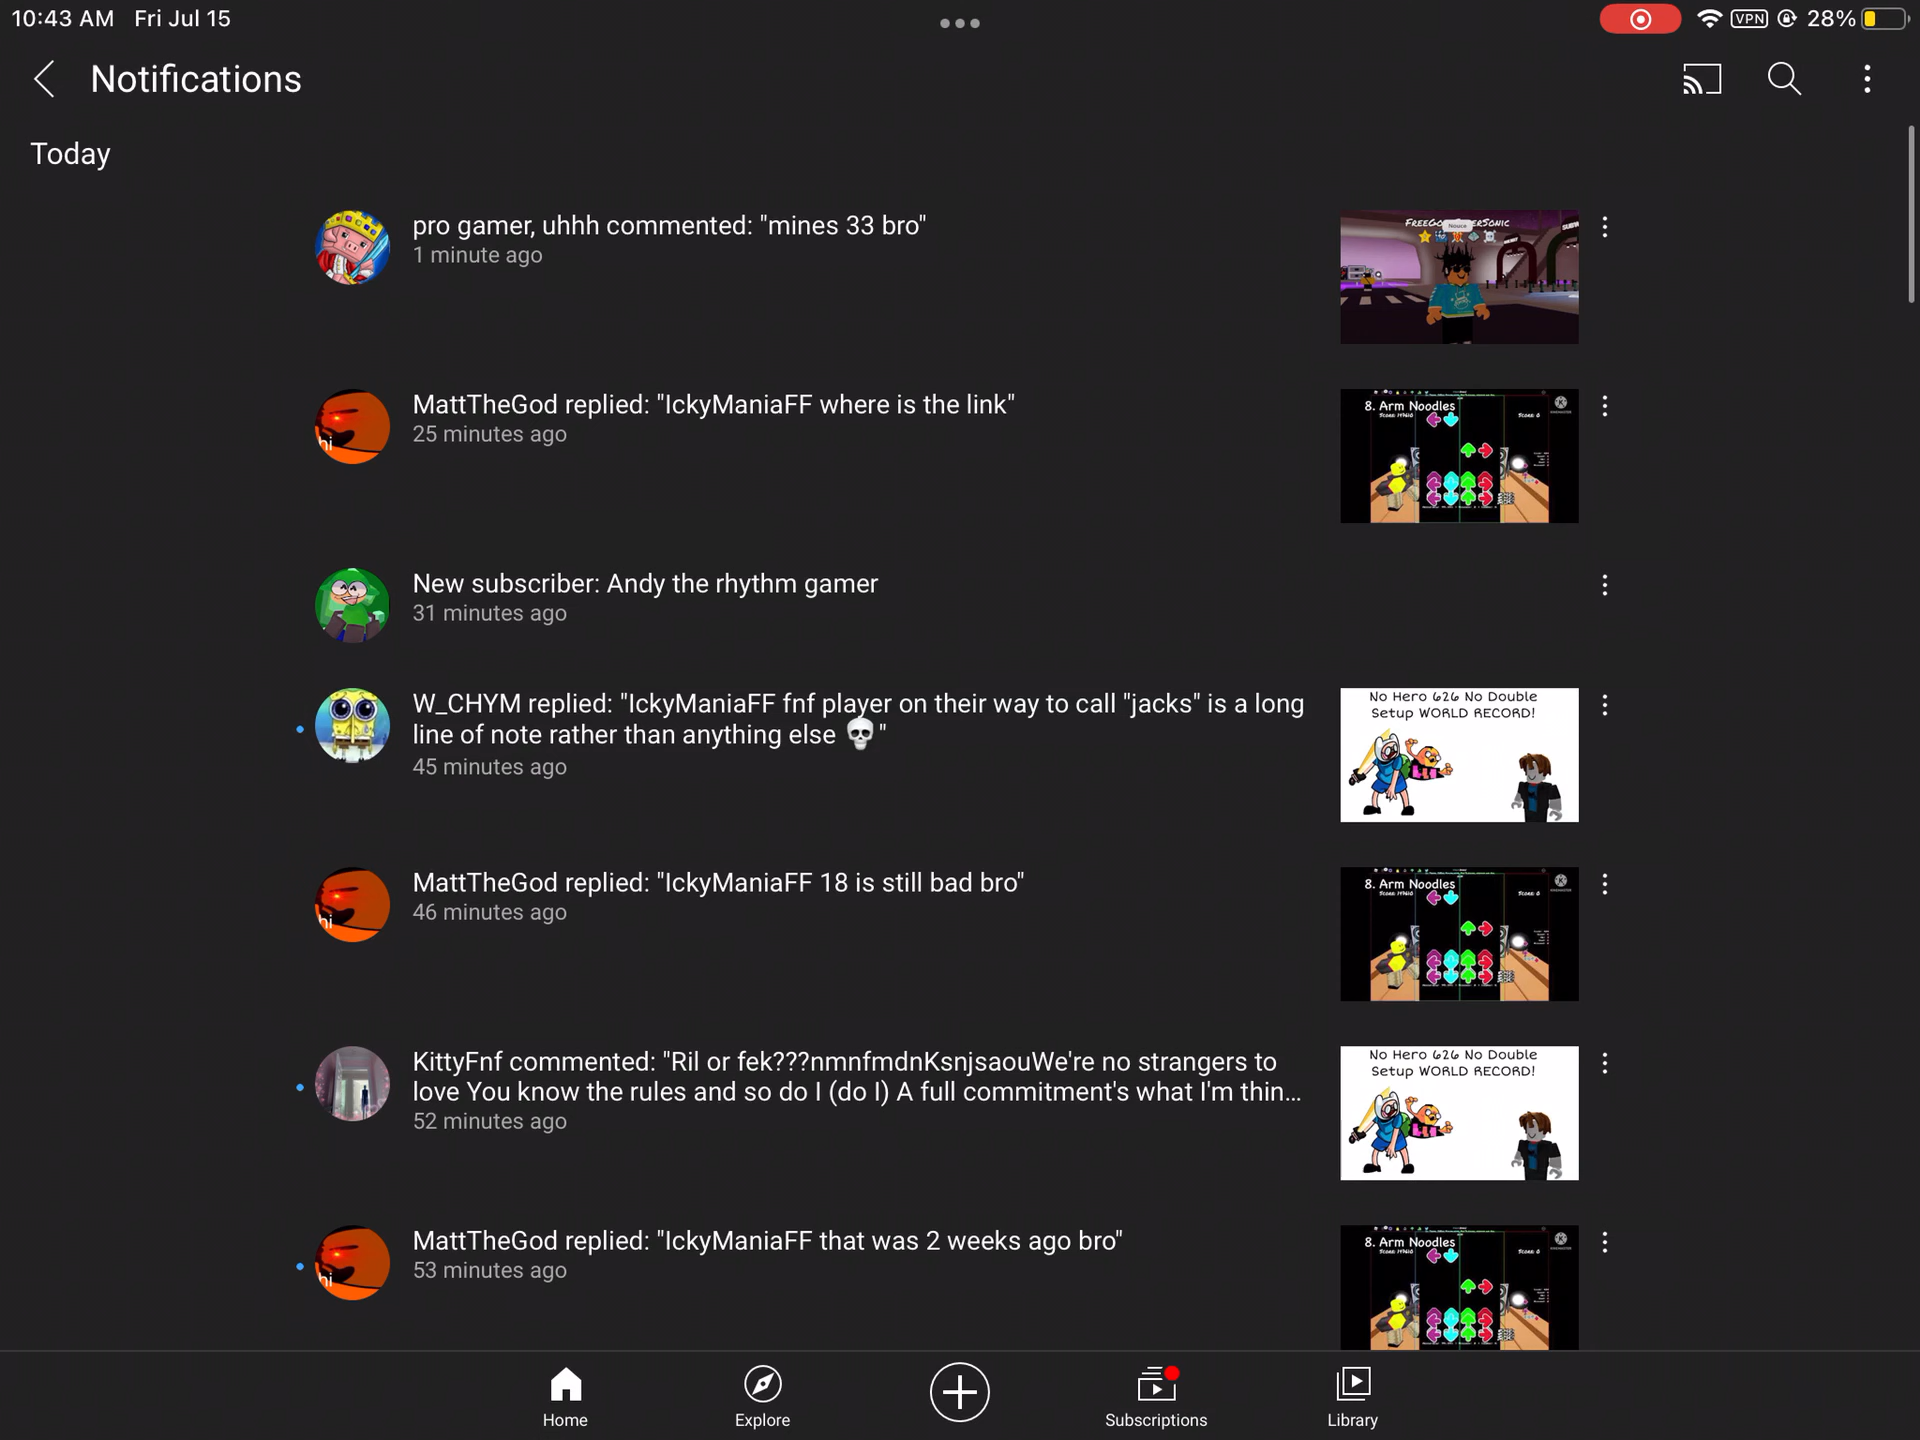 10:43 AM Fri Jul 15
VPN 28%
Notifications
Today
pro gamer, uhhh commented: "mines 33 bro"
1 minute ago
MattTheGod replied: "IckyManiaFF where is the link"
25 minutes ago
8. Arm Noodles
hi
New subscriber: Andy the rhythm gamer
31 minutes ago
W_CHYM replied: "IckyManiaFF fnf player on their way to call "jacks" is a long
line of note rather than anything else 💀"
45 minutes ago
No Hero 626 No Double
Setup WORLD RECORD!
MattTheGod replied: "IckyManiaFF 18 is still bad bro"
46 minutes ago
8. Arm Noodles
hi
KittyFnf commented: "Ril or fek???nmnfmdnKsnjsaouWe're no strangers to
love You know the rules and so do I (do I) A full commitment's what I'm thin...
52 minutes ago
No Hero 626 No Double
Setup WORLD RECORD!
MattTheGod replied: "IckyManiaFF that was 2 weeks ago bro"
53 minutes ago
8. Arm Noodles
hi
Home
Explore
Subscriptions
Library